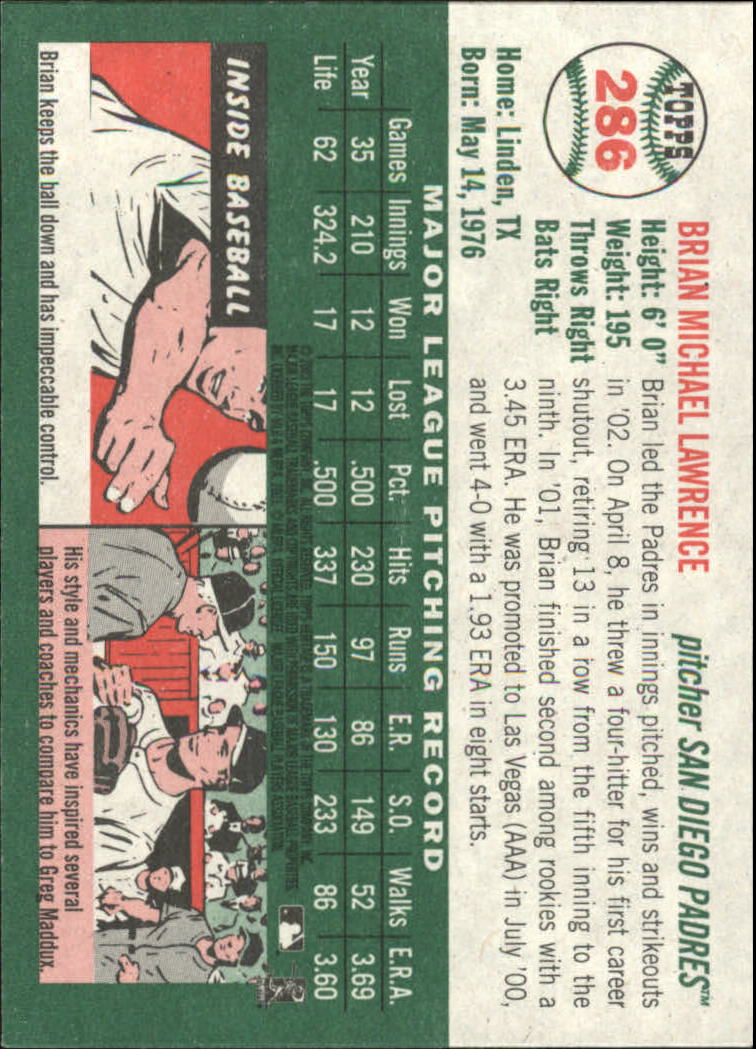 TOPPS
286
BRIAN MICHAEL LAWRENCE
pitcher SAN DIEGO PADRES™
Height: 6' 0"
Weight: 195
Throws Right
Bats Right
Home: Linden, TX
Born: May 14, 1976
Brian led the Padres in innings pitched, wins and strikeouts
in '02. On April 8, he threw a four-hitter for his first career
shutout, retiring 13 in a row from the fifth inning to the
ninth. In '01, Brian finished second among rookies with a
3.45 ERA. He was promoted to Las Vegas (AAA) in July '00,
and went 4-0 with a 1.93 ERA in eight starts.
MAJOR LEAGUE PITCHING RECORD
Games Innings Won Lost Pct. Hits Runs E.R. S.O. Walks E.R.A.
Year 35 210 12 12 .500 230 97 86 149 52 3.69
Life 62 324.2 17 17 .500 337 150 130 233 86 3.60
INSIDE BASEBALL
Brian keeps the ball down and has impeccable control.
His style and mechanics have inspired several
players and coaches to compare him to Greg Maddux.